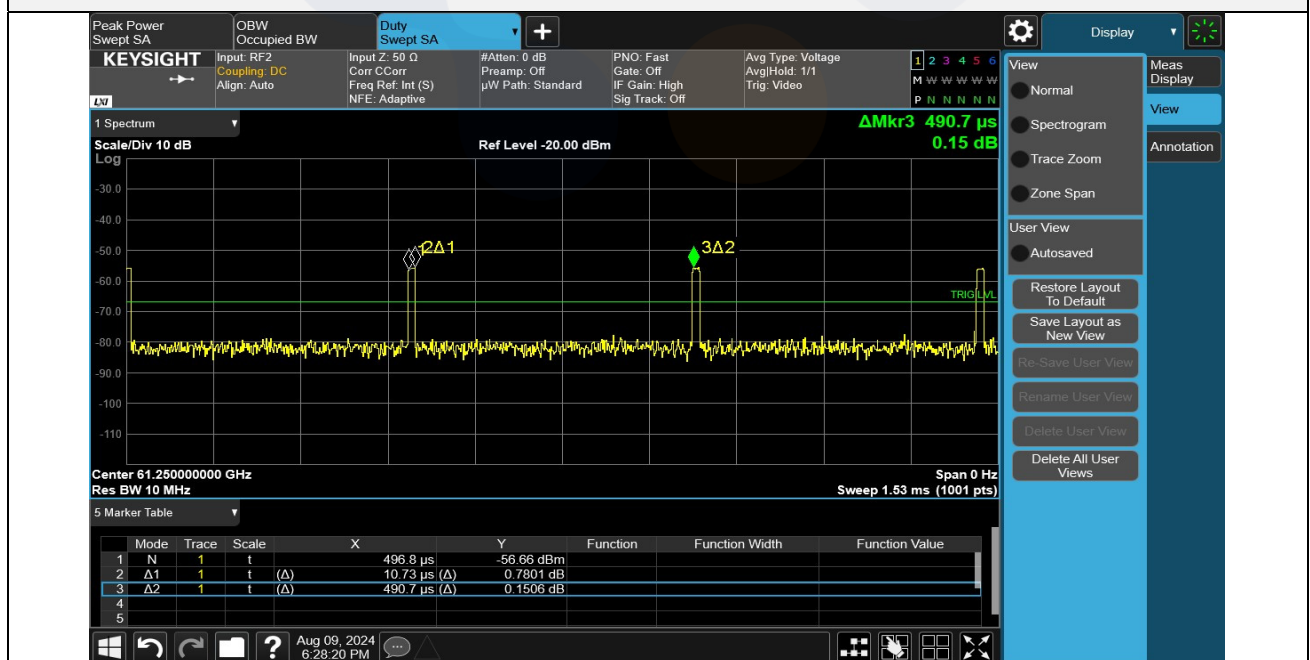 Peak Power
Swept SA
OBW
Occupied BW
Duty
Swept SA
Display
KEYSIGHT
LXI
Input: RF2
Coupling: DC
Align: Auto
Input Z: 50 Ω
Corr CCorr
Freq Ref: Int (S)
NFE: Adaptive
#Atten: 0 dB
Preamp: Off
µW Path: Standard
PNO: Fast
Gate: Off
IF Gain: High
Sig Track: Off
Avg Type: Voltage
Avg|Hold: 1/1
Trig: Video
1 2 3 4 5 6
M W W W W W
P N N N N N
1 Spectrum
ΔMkr3 490.7 µs
0.15 dB
Scale/Div 10 dB
Ref Level -20.00 dBm
Log
-30.0
-40.0
-50.0
-60.0
-70.0
-80.0
-90.0
-100
-110
2Δ1
3Δ2
TRIG LVL
Center 61.250000000 GHz
Span 0 Hz
Res BW 10 MHz
Sweep 1.53 ms (1001 pts)
5 Marker Table
Mode Trace Scale X Y Function Function Width Function Value
1 N 1 t 496.8 µs -56.66 dBm
2 Δ1 1 t (Δ) 10.73 µs (Δ) 0.7801 dB
3 Δ2 1 t (Δ) 490.7 µs (Δ) 0.1506 dB
4
5
?
Aug 09, 2024
6:28:20 PM
View
Normal
Spectrogram
Trace Zoom
Zone Span
User View
Autosaved
Restore Layout
To Default
Save Layout as
New View
Re-Save User View
Rename User View
Delete User View
Delete All User
Views
Meas
Display
View
Annotation